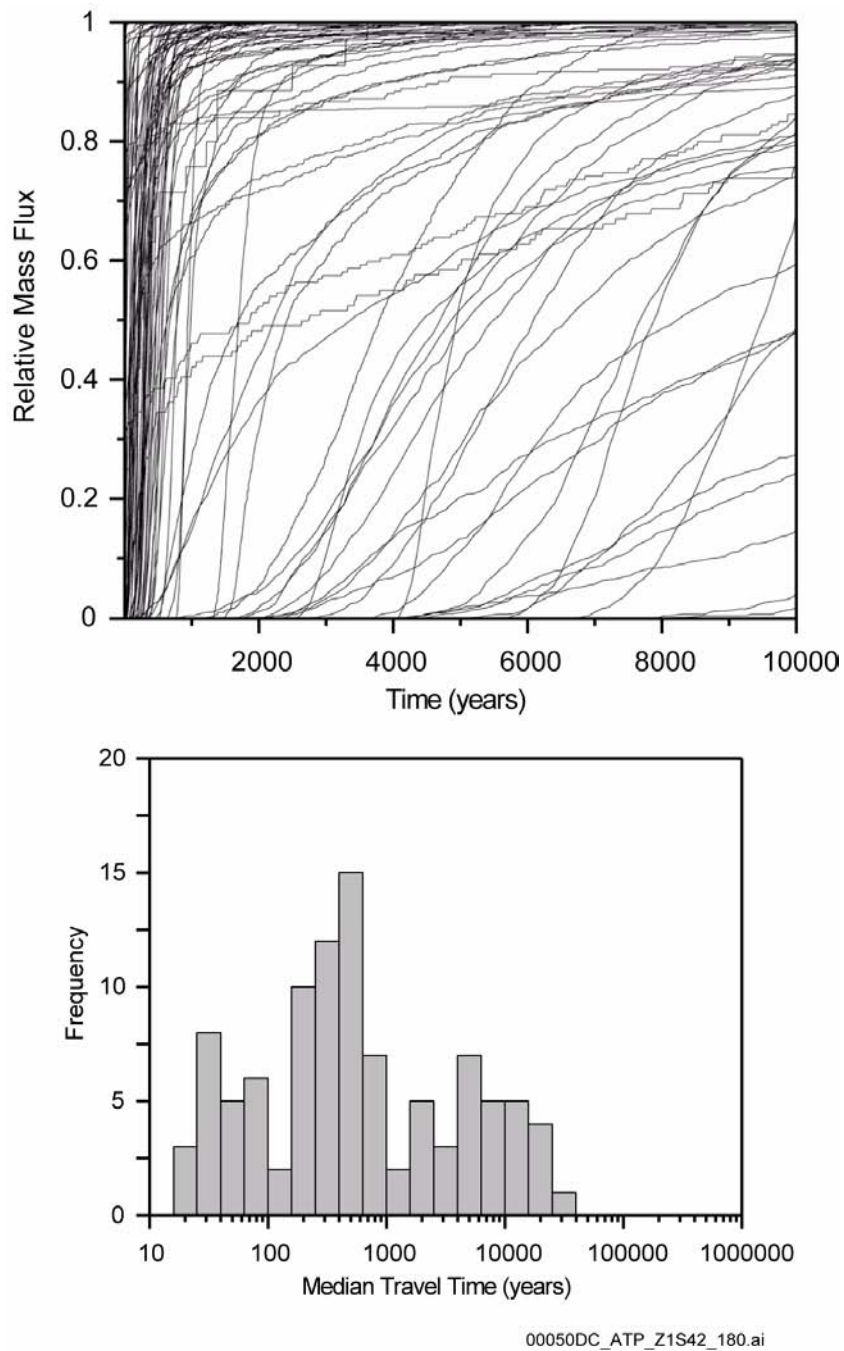 1
0.8
0.6
0.4
0.2
0
Relative Mass Flux
2000 4000 6000 8000 10000
Time (years)
20
15
10
5
0
Frequency
10 100 1000 10000 100000 1000000
Median Travel Time (years)
00050DC_ATP_Z1S42_180.ai